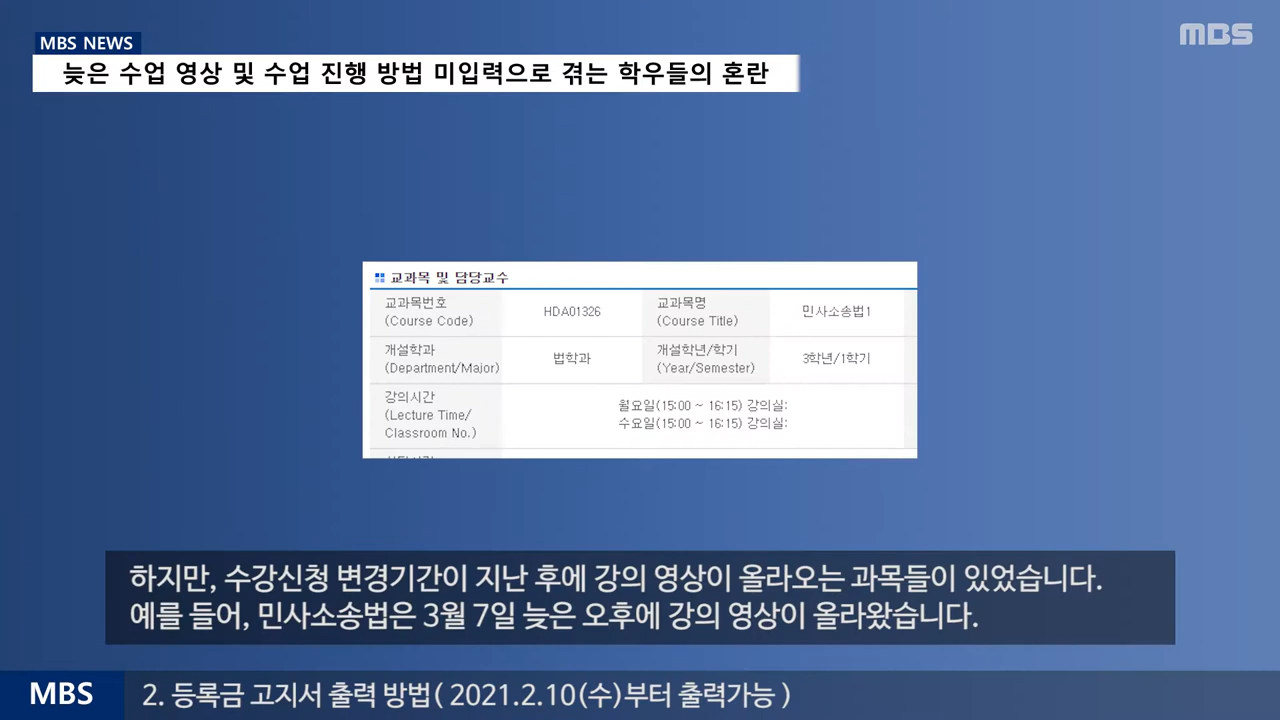 MBS NEWS
MBS
늦은 수업 영상 및 수업 진행 방법 미입력으로 겪는 학우들의 혼란
교과목 및 담당교수
교과목번호
(Course Code)
HDA01326
교과목명
(Course Title)
민사소송법1
개설학과
(Department/Major)
법학과
개설학년/학기
(Year/Semester)
3학년/1학기
강의시간
(Lecture Time/
Classroom No.)
월요일(15:00 ~ 16:15) 강의실:
수요일(15:00 ~ 16:15) 강의실:
하지만, 수강신청 변경기간이 지난 후에 강의 영상이 올라오는 과목들이 있었습니다.
예를 들어, 민사소송법은 3월 7일 늦은 오후에 강의 영상이 올라왔습니다.
MBS
2. 등록금 고지서 출력 방법( 2021.2.10(수)부터 출력가능 )